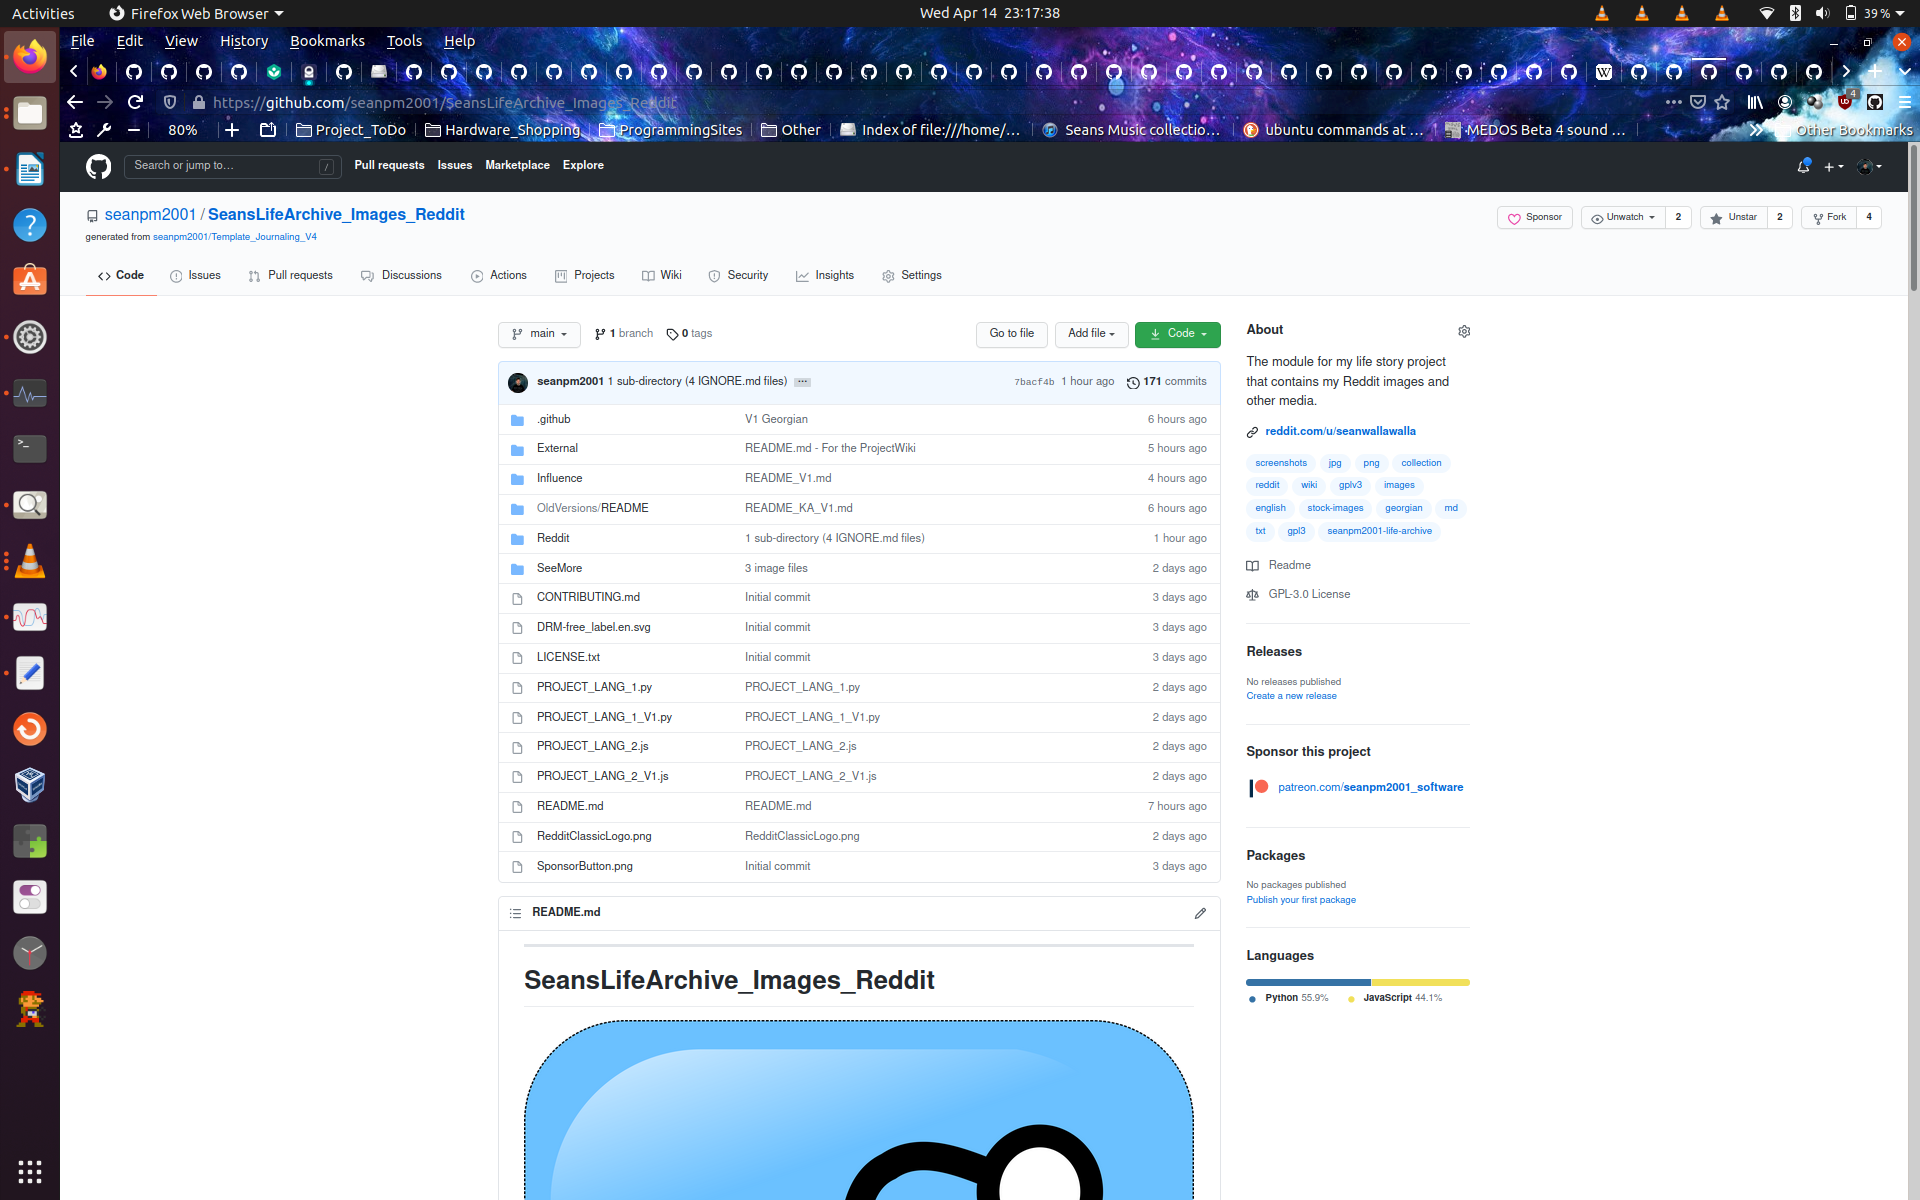 Activities
Firefox Web Browser
Wed Apr 14 23:17:38
39 %
File Edit View History Bookmarks Tools Help
https://github.com/seanpm2001/SeansLifeArchive_Images_Reddit
4
80%
Project_ToDo
Hardware_Shopping
ProgrammingSites
Other
Index of file:///home/…
Seans Music collectio…
ubuntu commands at …
MEDOS Beta 4 sound …
Other Bookmarks
Search or jump to…
/
Pull requests Issues Marketplace Explore
seanpm2001 / SeansLifeArchive_Images_Reddit
generated from seanpm2001/Template_Journaling_V4
Sponsor
Unwatch 2
Unstar 2
Fork 4
Code Issues Pull requests Discussions Actions Projects Wiki Security Insights Settings
main
1 branch
0 tags
Go to file
Add file
Code
seanpm2001 1 sub-directory (4 IGNORE.md files) …
7bacf4b 1 hour ago 171 commits
.github V1 Georgian 6 hours ago
External README.md - For the ProjectWiki 5 hours ago
Influence README_V1.md 4 hours ago
OldVersions/README README_KA_V1.md 6 hours ago
Reddit 1 sub-directory (4 IGNORE.md files) 1 hour ago
SeeMore 3 image files 2 days ago
CONTRIBUTING.md Initial commit 3 days ago
DRM-free_label.en.svg Initial commit 3 days ago
LICENSE.txt Initial commit 3 days ago
PROJECT_LANG_1.py PROJECT_LANG_1.py 2 days ago
PROJECT_LANG_1_V1.py PROJECT_LANG_1_V1.py 2 days ago
PROJECT_LANG_2.js PROJECT_LANG_2.js 2 days ago
PROJECT_LANG_2_V1.js PROJECT_LANG_2_V1.js 2 days ago
README.md README.md 7 hours ago
RedditClassicLogo.png RedditClassicLogo.png 2 days ago
SponsorButton.png Initial commit 3 days ago
README.md
SeansLifeArchive_Images_Reddit
About
The module for my life story project
that contains my Reddit images and
other media.
reddit.com/u/seanwallawalla
screenshots jpg png collection
reddit wiki gplv3 images
english stock-images georgian md
txt gpl3 seanpm2001-life-archive
Readme
GPL-3.0 License
Releases
No releases published
Create a new release
Sponsor this project
patreon.com/seanpm2001_software
Packages
No packages published
Publish your first package
Languages
Python 55.9% JavaScript 44.1%